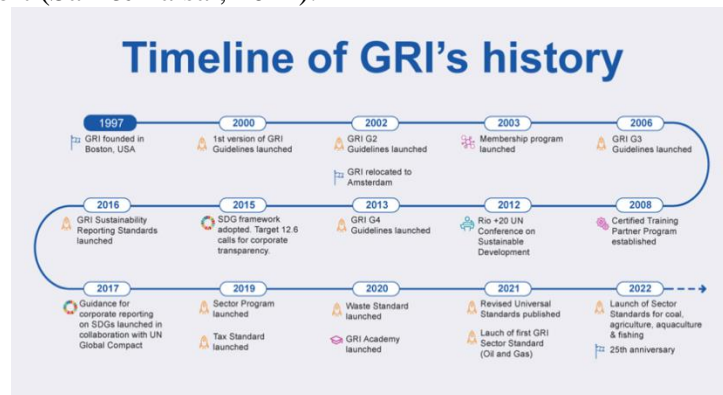 Timeline of GRI's history
1997
GRI founded in
Boston, USA
2000
1st version of GRI
Guidelines launched
2002
GRI G2
Guidelines launched
GRI relocated to
Amsterdam
2003
Membership program
launched
2006
GRI G3
Guidelines launched
2016
GRI Sustainability
Reporting Standards
launched
2015
SDG framework
adopted. Target 12.6
calls for corporate
transparency.
2013
GRI G4
Guidelines launched
2012
Rio +20 UN
Conference on
Sustainable
Development
2008
Certified Training
Partner Program
established
2017
Guidance for
corporate reporting
on SDGs launched in
collaboration with UN
Global Compact
2019
Sector Program
launched
Tax Standard
launched
2020
Waste Standard
launched
GRI Academy
launched
2021
Revised Universal
Standards published
Lauch of first GRI
Sector Standard
(Oil and Gas)
2022
Launch of Sector
Standards for coal,
agriculture, aquaculture
& fishing
25th anniversary